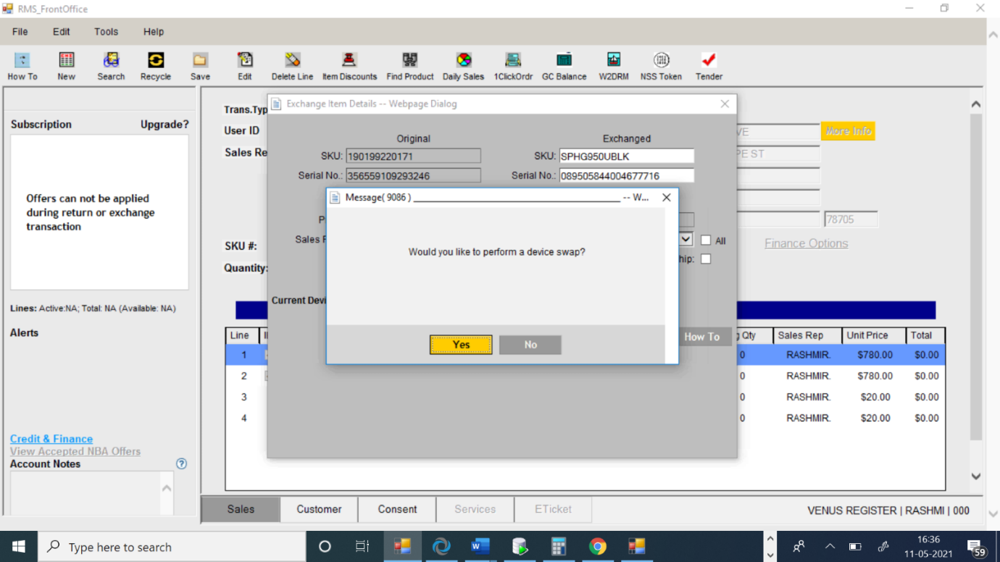 RMS_FrontOffice
File Edit Tools Help
How To New Search Recycle Save Edit Delete Line Item Discounts Find Product Daily Sales 1ClickOrdr GC Balance W2DRM NSS Token Tender
Subscription Upgrade?
Offers can not be applied
during return or exchange
transaction
Lines: Active:NA; Total: NA (Available: NA)
Alerts
Credit & Finance
View Accepted NBA Offers
Account Notes
?
Trans.Typ
User ID
Sales Re
SKU #:
Quantity:
VE More Info
PE ST
78705
Finance Options
Exchange Item Details -- Webpage Dialog
Original Exchanged
SKU: 190199220171 SKU: SPHG950UBLK
Serial No.: 356559109293246 Serial No.: 089505844004677716
P
Sales All
hip:
Current Devi
How To
Message( 9086 ) ________________________________________ -- W...
Would you like to perform a device swap?
Yes No
Line Qty Sales Rep Unit Price Total
1 0 RASHMIR. $780.00 $0.00
2 0 RASHMIR. $780.00 $0.00
3 0 RASHMIR. $20.00 $0.00
4 0 RASHMIR. $20.00 $0.00
Sales Customer Consent Services ETicket VENUS REGISTER | RASHMI | 000
Type here to search
16:36
11-05-2021
59